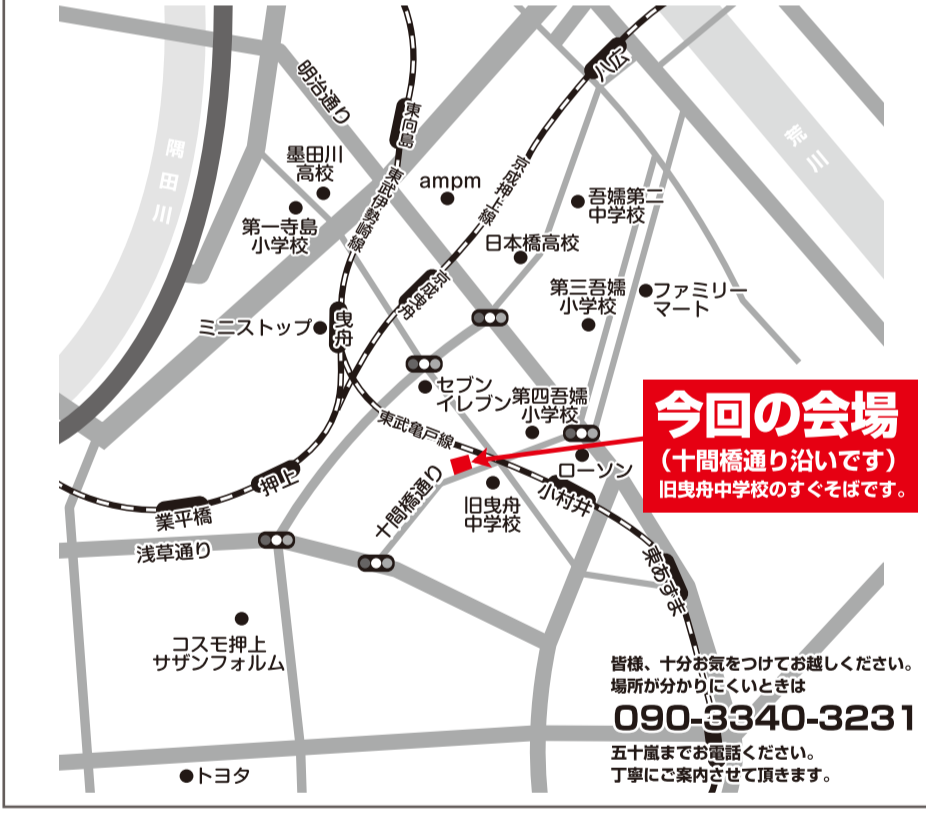 明治通り
八広
東向島
隅田川
荒川
墨田川
高校
ampm
東武伊勢崎線
京成押上線
吾嬬第二
中学校
第一寺島
小学校
日本橋高校
京成曳舟
第三吾嬬
小学校
ファミリー
マート
ミニストップ
曳舟
セブン
イレブン
第四吾嬬
小学校
今回の会場
(十間橋通り沿いです)
旧曳舟中学校のすぐそばです。
東武亀戸線
ローソン
押上
十間橋通り
旧曳舟
中学校
小村井
業平橋
浅草通り
東あずま
コスモ押上
サザンフォルム
皆様、十分お気をつけてお越しください。
場所が分かりにくいときは
090-3340-3231
五十嵐までお電話ください。
丁寧にご案内させて頂きます。
トヨタ